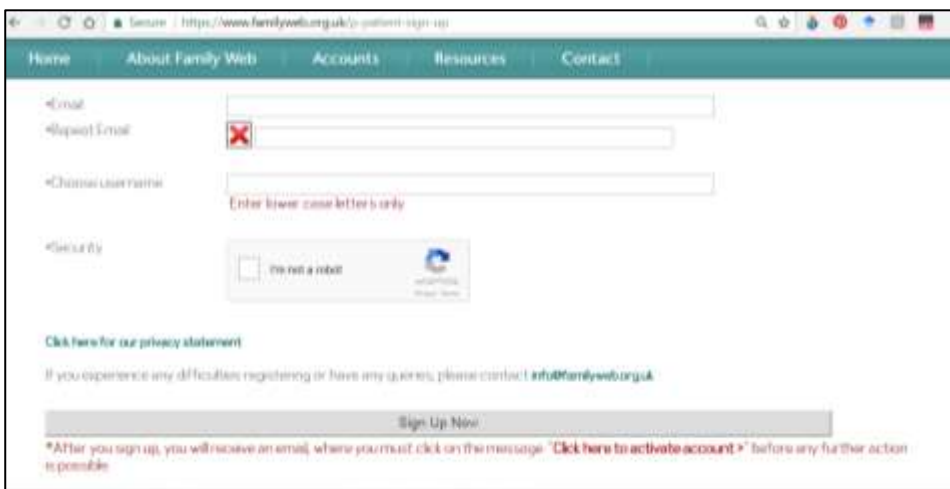 Secure https://www.familyweb.org.uk/p-patient-sign-up
Home About Family Web Accounts Resources Contact
*Email
*Repeat Email
*Choose username
Enter lower case letters only
*Security
I'm not a robot
reCAPTCHA
Privacy - Terms
Click here for our privacy statement
If you experience any difficulties registering or have any queries, please contact info@familyweb.org.uk
Sign Up Now
*After you sign up, you will receive an email, where you must click on the message "Click here to activate account >" before any further action
is possible